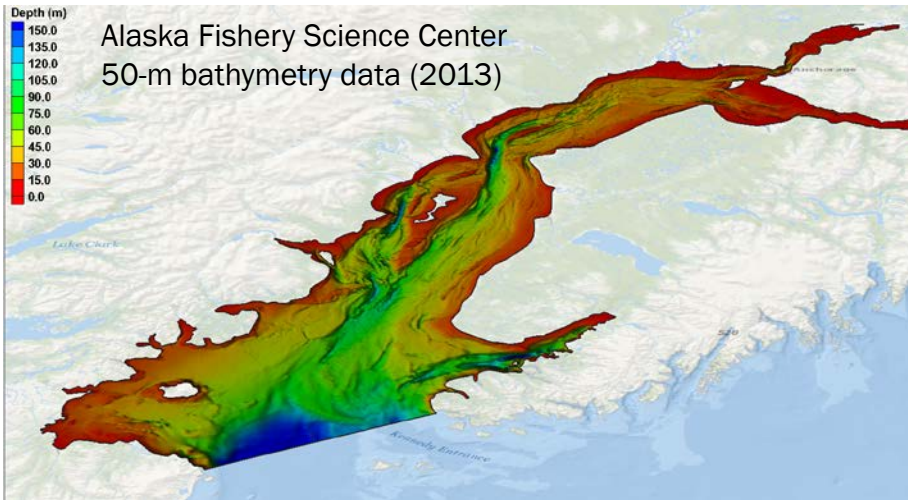 Depth (m)
150.0
135.0
120.0
105.0
90.0
75.0
60.0
45.0
30.0
15.0
0.0
Alaska Fishery Science Center
50-m bathymetry data (2013)
Anchorage
Lake Clark
Kennedy Entrance